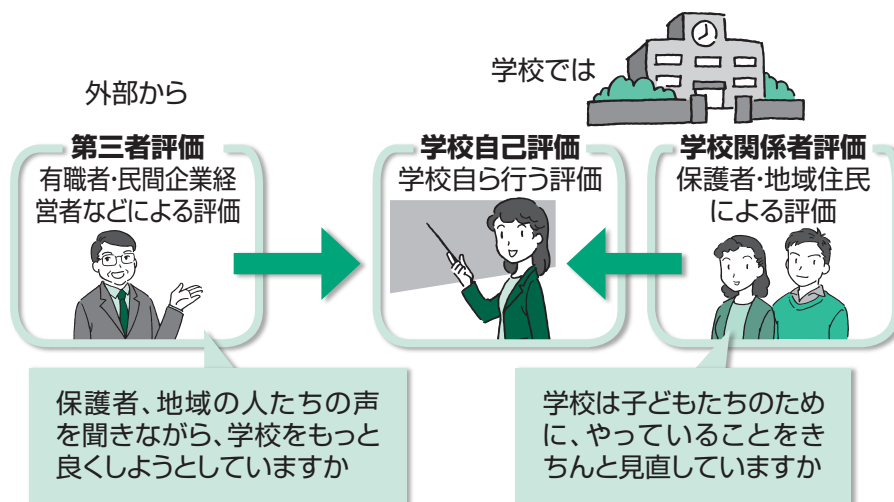 外部から
学校では
第三者評価
有職者・民間企業経
営者などによる評価
学校自己評価
学校自ら行う評価
学校関係者評価
保護者・地域住民
による評価
保護者、地域の人たちの声
を聞きながら、学校をもっと
良くしようとしていますか
学校は子どもたちのため
に、やっていることをき
ちんと見直していますか